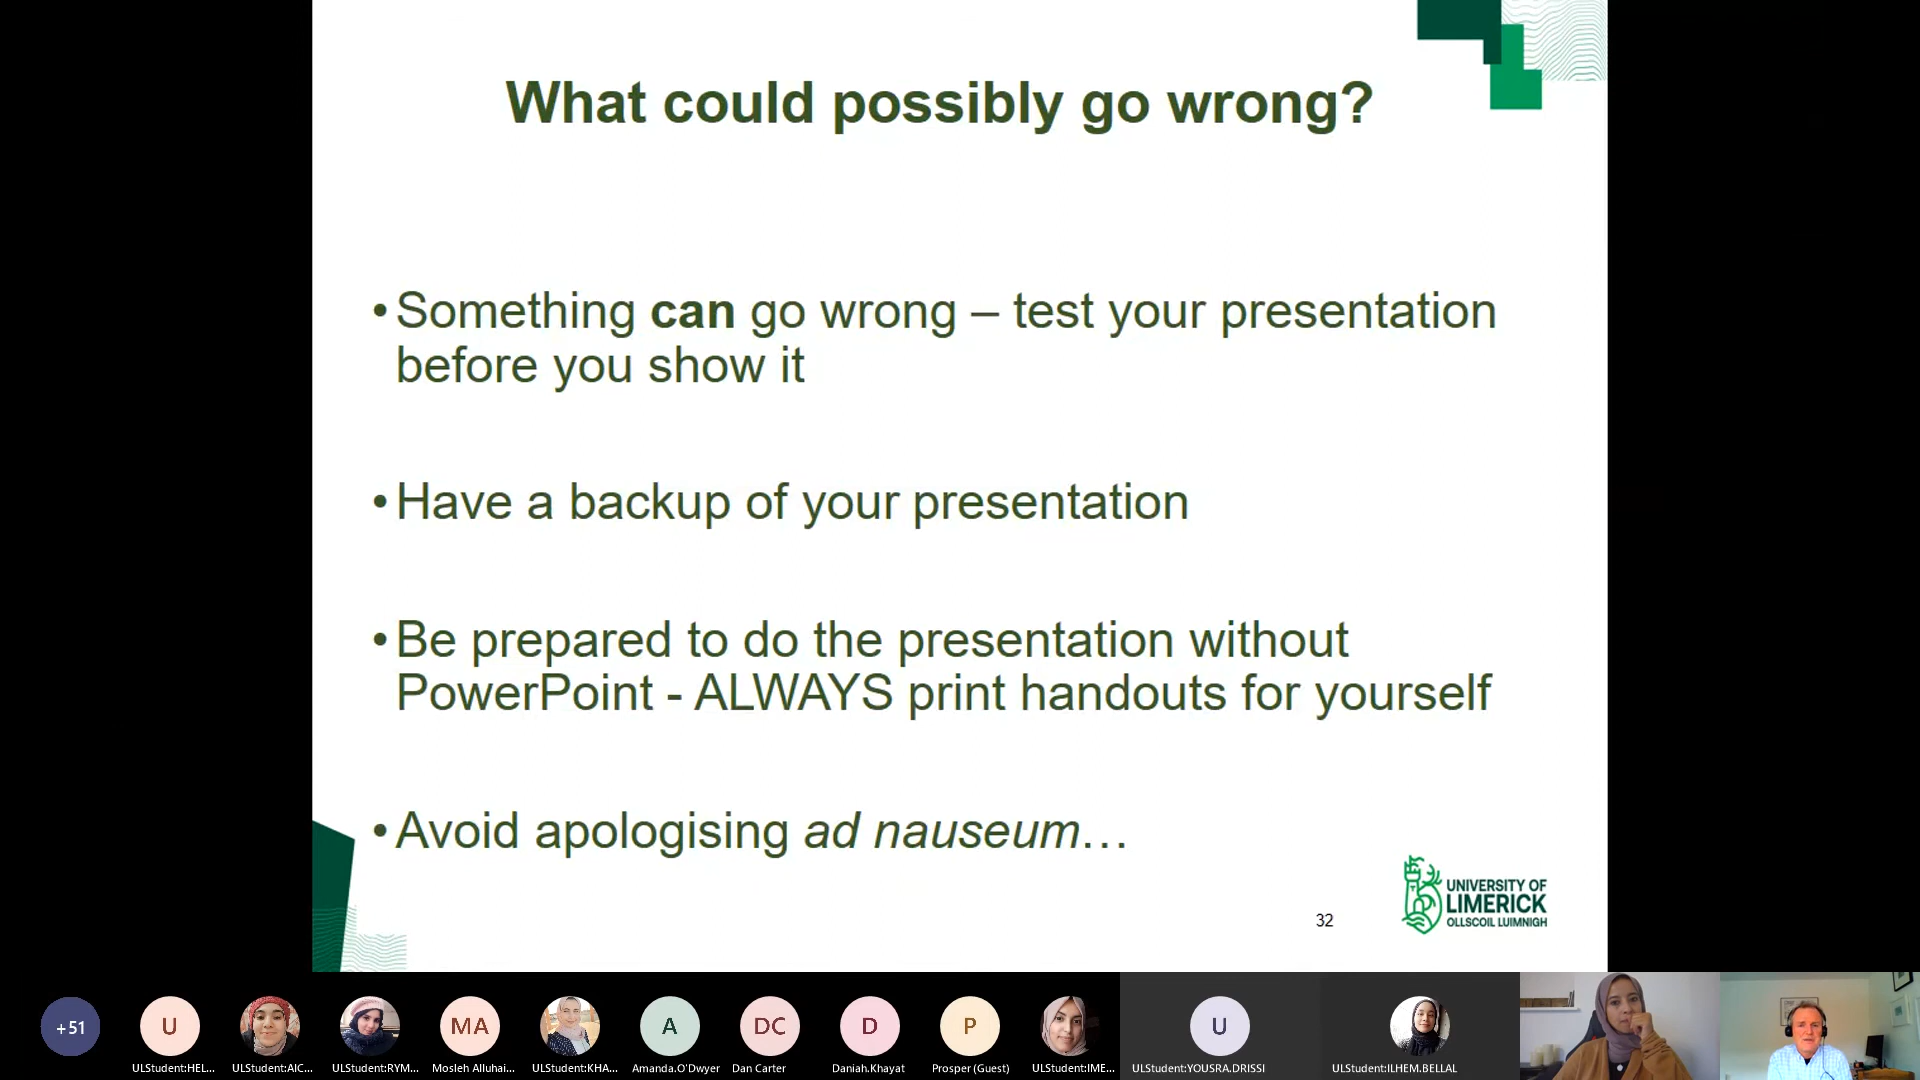 What could possibly go wrong?
•Something can go wrong – test your presentation
before you show it
•Have a backup of your presentation
•Be prepared to do the presentation without
PowerPoint - ALWAYS print handouts for yourself
•Avoid apologising ad nauseum…
32
UNIVERSITY OF
LIMERICK
OLLSCOIL LUIMNIGH
+51
U
MA
A
DC
D
P
U
ULStudent:HEL...
ULStudent:AIC...
ULStudent:RYM...
Mosleh Alluhai...
ULStudent:KHA...
Amanda.O'Dwyer
Dan Carter
Daniah.Khayat
Prosper (Guest)
ULStudent:IME...
ULStudent:YOUSRA.DRISSI
ULStudent:ILHEM.BELLAL